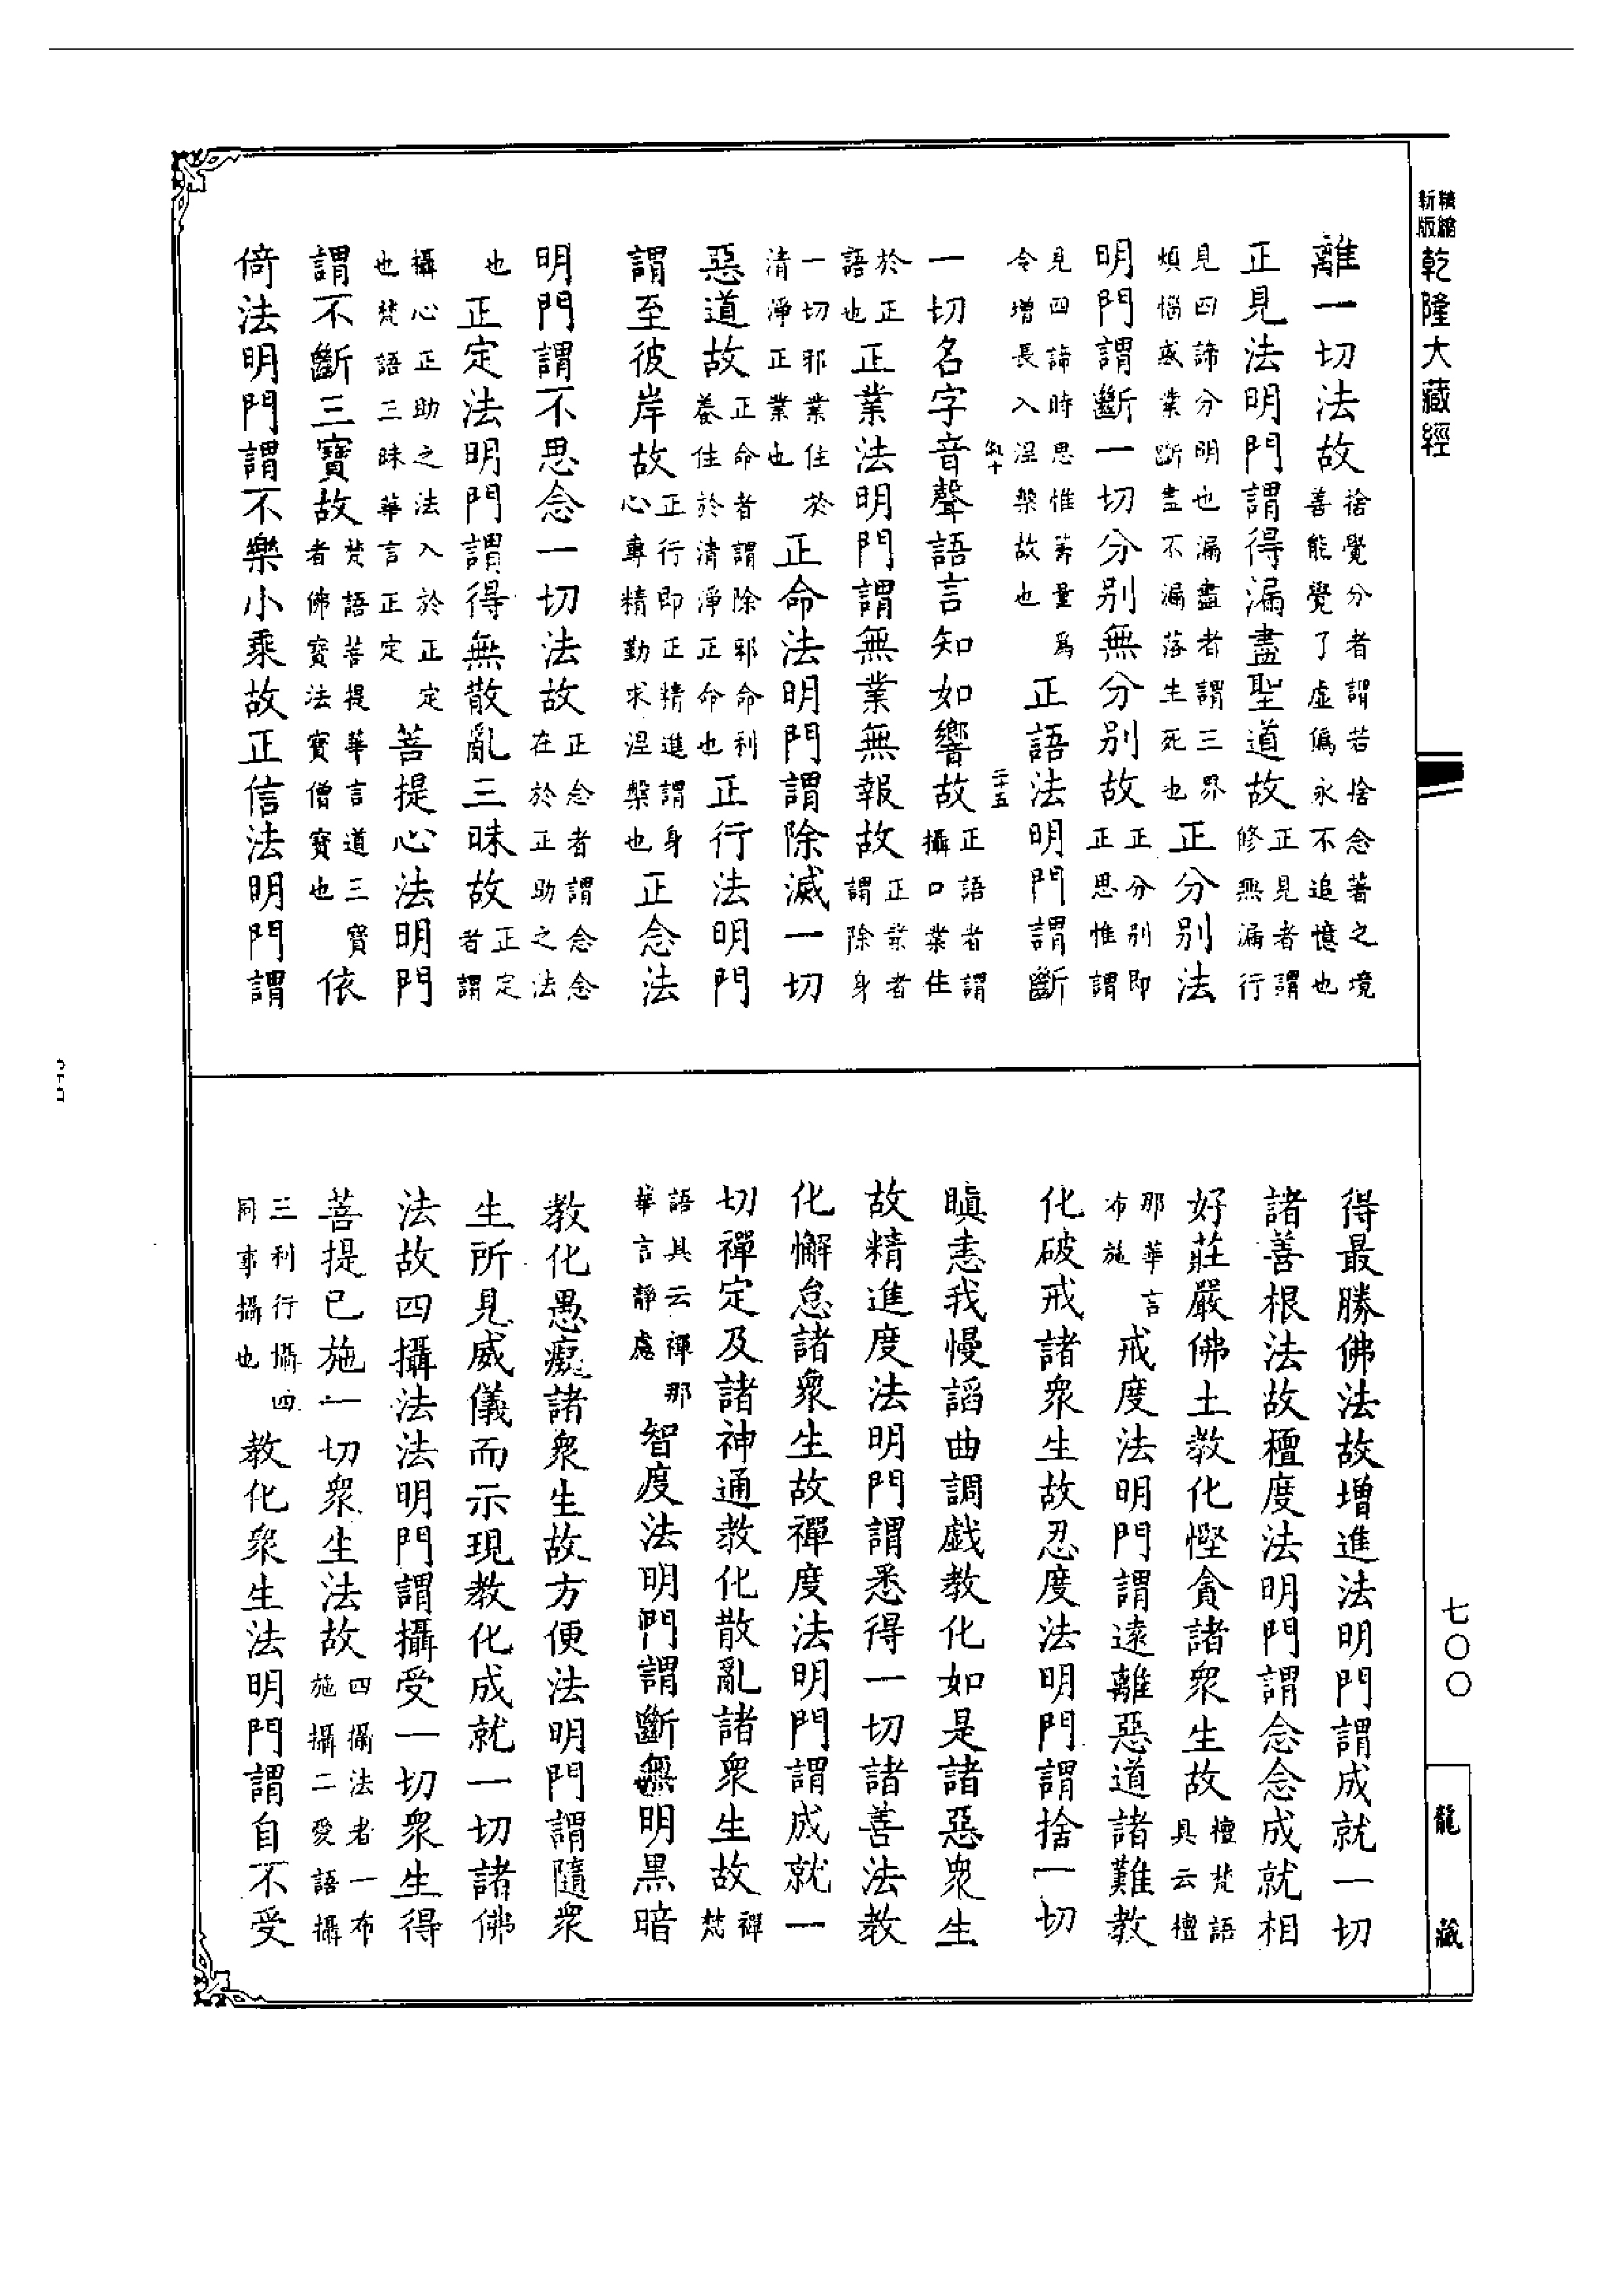 精縮新版乾隆大藏經
離一切法故捨覺分者謂若捨念著之境善能覺了虛偽永不追憶也
正見法明門謂得漏盡聖道故正見者謂修無漏行
見四諦分明也漏盡者謂三界煩惱惑業斷盡不漏落生死也正分別法
明門謂斷一切分別無分別故正分別即正思惟謂
見四諦時思惟籌量為令增長入涅槃故也正語法明門謂斷
二十五
一切名字音聲語言知如響故正語者謂攝口業住
於正語也正業法明門謂無業無報故正業者謂除身
一切邪業住於清淨正業也正命法明門謂除滅一切
惡道故正命者謂除邪命利養住於清淨正命也正行法明門
謂至彼岸故正行即正精進謂身心專精勤求涅槃也正念法
明門謂不思念一切法故正念者謂念念在於正助之法
也正定法明門謂得無散亂三昧故正定者謂
攝心正助之法入於正定也梵語三昧華言正定菩提心法明門
謂不斷三寶故梵語菩提華言道三寶者佛寶法寶僧寶也依
倚法明門謂不樂小乘故正信法明門謂
得最勝佛法故增進法明門謂成就一切
諸善根法故檀度法明門謂念念成就相
好莊嚴佛土教化慳貪諸眾生故檀梵語具云檀
那華言布施戒度法明門謂遠離惡道諸難教
化破戒諸眾生故忍度法明門謂捨一切
瞋恚我慢諂曲調戲教化如是諸惡眾生
故精進度法明門謂悉得一切諸善法教
化懈怠諸眾生故禪度法明門謂成就一
切禪定及諸神通教化散亂諸眾生故禪梵
語具云禪那華言靜慮智度法明門謂斷無明黑暗
教化愚癡諸眾生故方便法明門謂隨眾
生所見威儀而示現教化成就一切諸佛
法故四攝法法明門謂攝受一切眾生得
菩提已施一切眾生法故四攝法者一布施攝二愛語攝
三利行攝四同事攝也教化眾生法明門謂自不受
七〇〇
龍藏